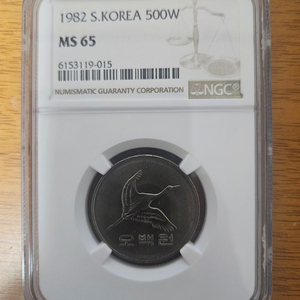 1982 S.KOREA 500W
MS 65
6153119-015
NUMISMATIC GUARANTY CORPORATION
NGC
오백원